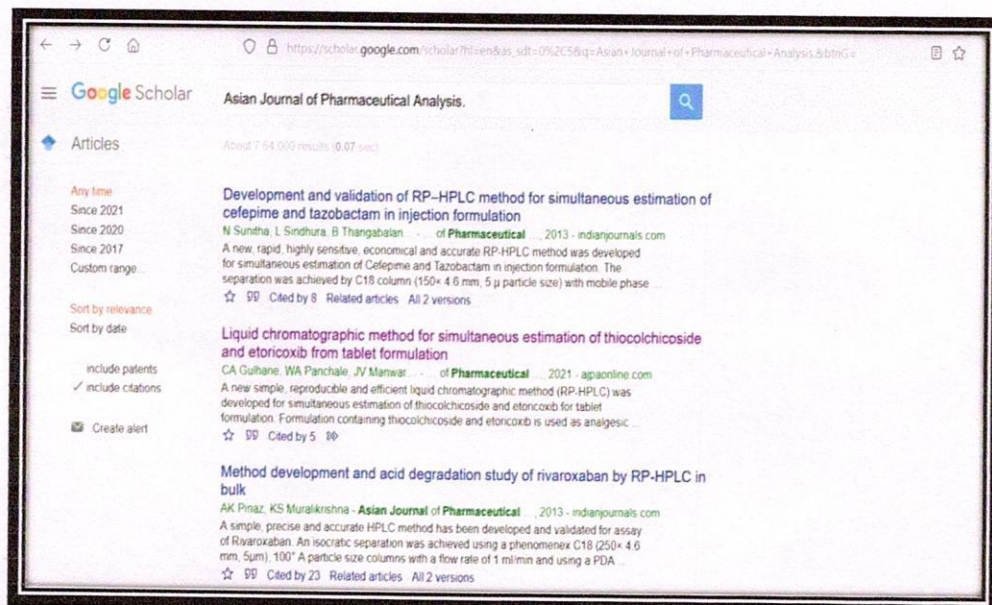 https://scholar.google.com/scholar?hl=en&as_sdt=0%2C5&q=Asian+Journal+of+Pharmaceutical+Analysis.&btnG=
Google Scholar
Asian Journal of Pharmaceutical Analysis.
Articles
About 7,64,000 results (0.07 sec)
Any time
Since 2021
Since 2020
Since 2017
Custom range...
Sort by relevance
Sort by date
include patents
include citations
Create alert
Development and validation of RP–HPLC method for simultaneous estimation of
cefepime and tazobactam in injection formulation
N Sunitha, L Sindhura, B Thangabalan... - ... of Pharmaceutical ..., 2013 - indianjournals.com
A new, rapid, highly sensitive, economical and accurate RP-HPLC method was developed
for simultaneous estimation of Cefepime and Tazobactam in injection formulation. The
separation was achieved by C18 column (150× 4.6 mm, 5 µ particle size) with mobile phase ...
Cited by 8 Related articles All 2 versions
Liquid chromatographic method for simultaneous estimation of thiocolchicoside
and etoricoxib from tablet formulation
CA Gulhane, WA Panchale, JV Manwar... - ... of Pharmaceutical ..., 2021 - ajpaonline.com
A new simple, reproducible and efficient liquid chromatographic method (RP-HPLC) was
developed for simultaneous estimation of thiocolchicoside and etoricoxib for tablet
formulation. Formulation containing thiocolchicoside and etoricoxib is used as analgesic ...
Cited by 5
Method development and acid degradation study of rivaroxaban by RP-HPLC in
bulk
AK Pinaz, KS Muralikrishna - Asian Journal of Pharmaceutical ..., 2013 - indianjournals.com
A simple, precise and accurate HPLC method has been developed and validated for assay
of Rivaroxaban. An isocratic separation was achieved using a phenomenex C18 (250× 4.6
mm, 5µm), 100° A particle size columns with a flow rate of 1 ml/min and using a PDA ...
Cited by 23 Related articles All 2 versions